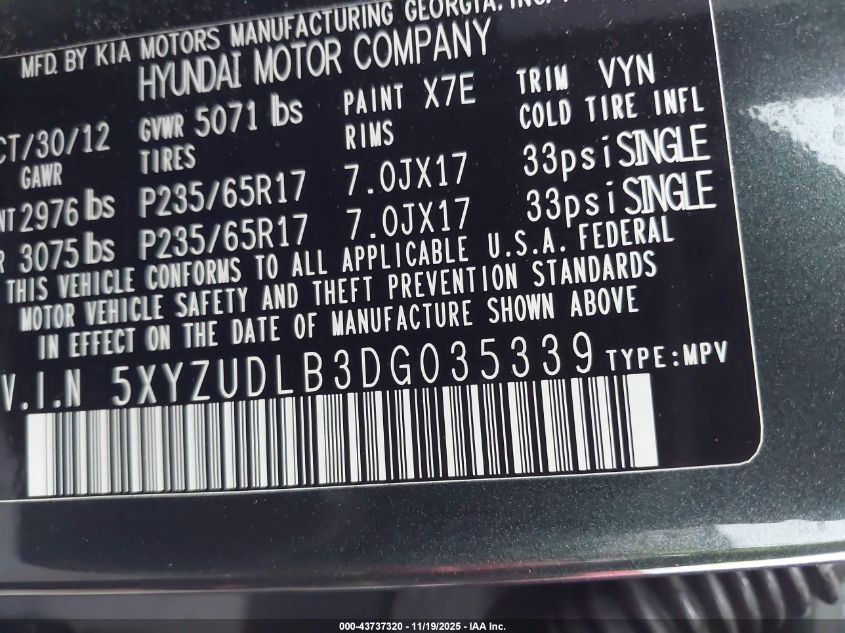 MFD. BY KIA MOTORS MANUFACTURING GEORGIA, INC.
HYUNDAI MOTOR COMPANY
CT/30/12 GVWR 5071 lbs PAINT X7E TRIM VYN
GAWR TIRES RIMS COLD TIRE INFL
NT 2976 lbs P235/65R17 7.0JX17 33psi SINGLE
R 3075 lbs P235/65R17 7.0JX17 33psi SINGLE
THIS VEHICLE CONFORMS TO ALL APPLICABLE U.S.A. FEDERAL
MOTOR VEHICLE SAFETY AND THEFT PREVENTION STANDARDS
IN EFFECT ON THE DATE OF MANUFACTURE SHOWN ABOVE
V.I.N 5XYZUDLB3DG035339 TYPE:MPV
000-43737320 - 11/19/2025 - IAA Inc.